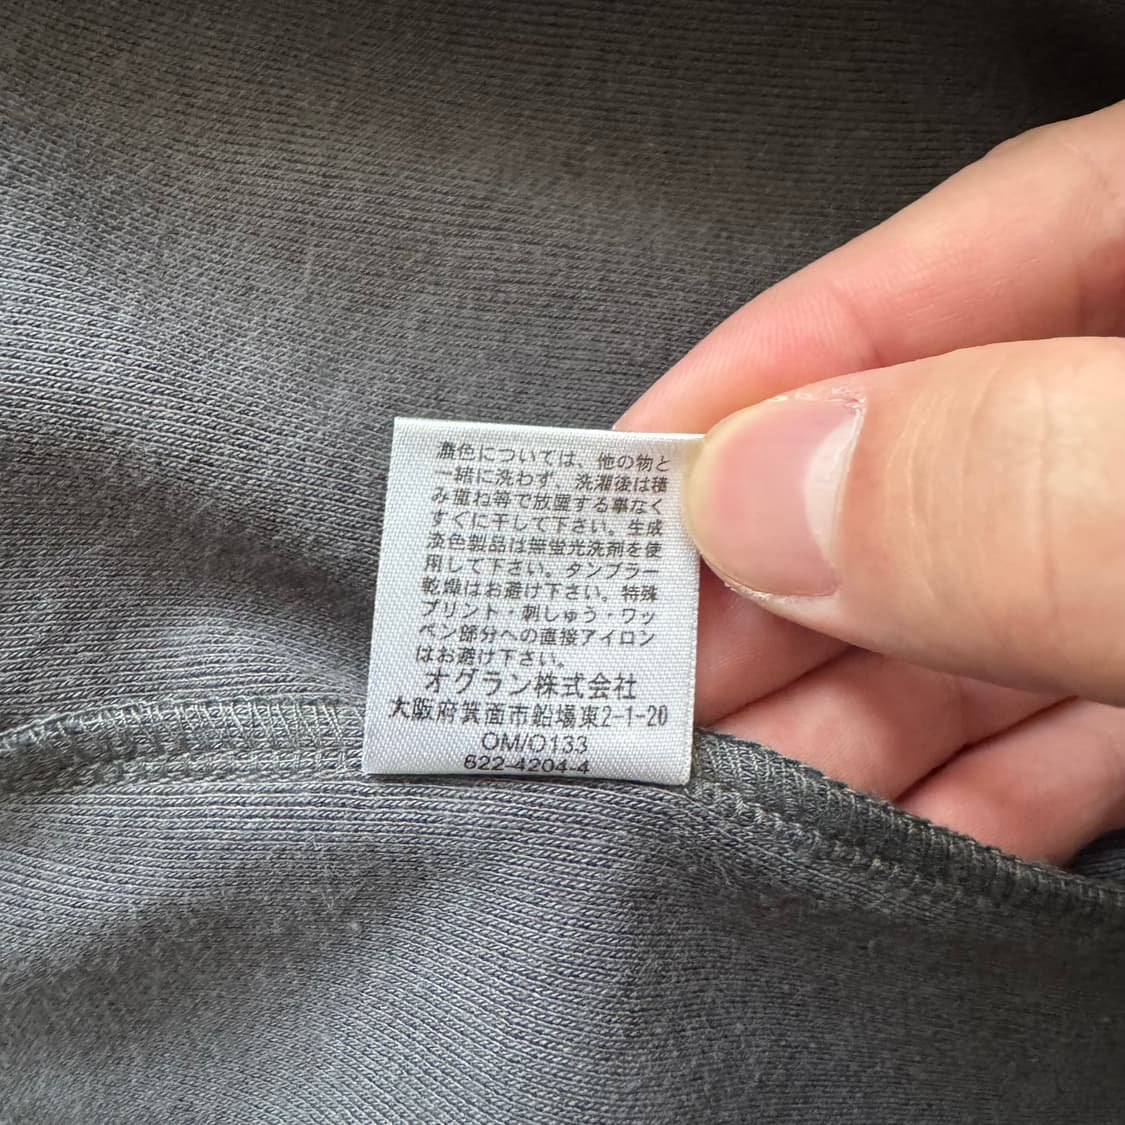 濃色については、他の物と
一緒に洗わず、洗濯後は積
み重ね等で放置する事なく
すぐに干して下さい。生成
淡色製品は無蛍光洗剤を使
用して下さい。タンブラー
乾燥はお避け下さい。特殊
プリント・刺しゅう・ワッ
ペン部分への直接アイロン
はお避け下さい。
オグラン株式会社
大阪府箕面市船場東2-1-20
OM/O133
622-4204-4